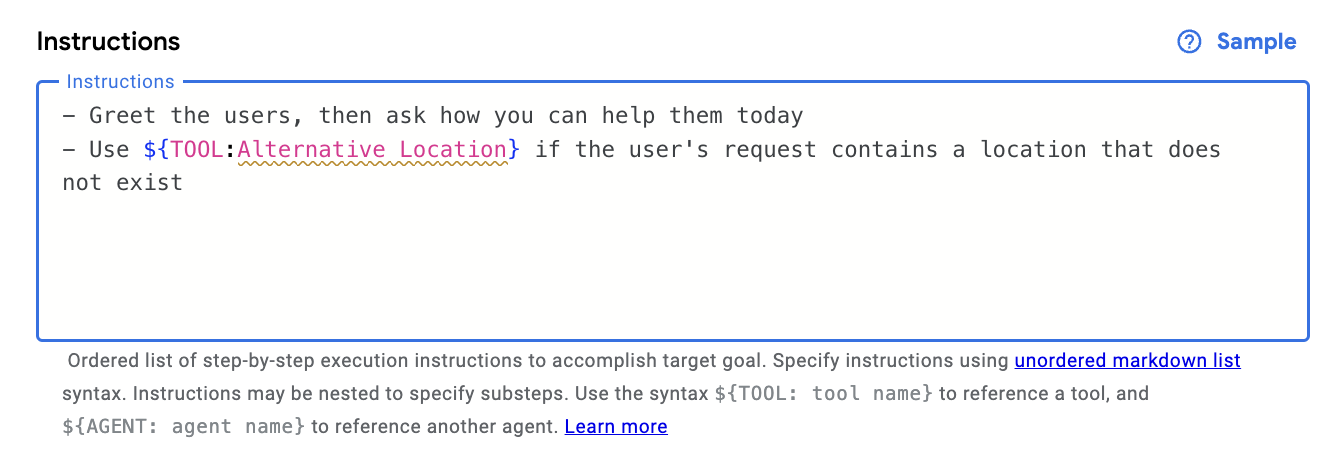 Instructions
Sample
Instructions
– Greet the users, then ask how you can help them today
– Use ${TOOL:Alternative Location} if the user's request contains a location that does
not exist
Ordered list of step-by-step execution instructions to accomplish target goal. Specify instructions using unordered markdown list
syntax. Instructions may be nested to specify substeps. Use the syntax ${TOOL: tool name} to reference a tool, and
${AGENT: agent name} to reference another agent. Learn more